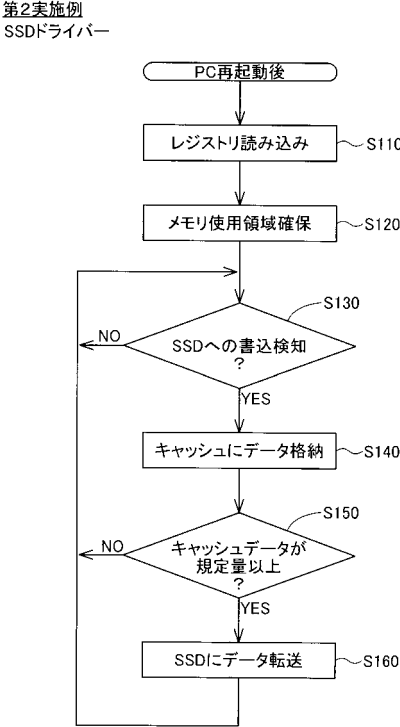 第2実施例
SSDドライバー
PC再起動後
レジストリ読み込み
S110
メモリ使用領域確保
S120
S130
NO
SSDへの書込検知
?
YES
キャッシュにデータ格納
S140
S150
NO
キャッシュデータが
規定量以上
?
YES
SSDにデータ転送
S160